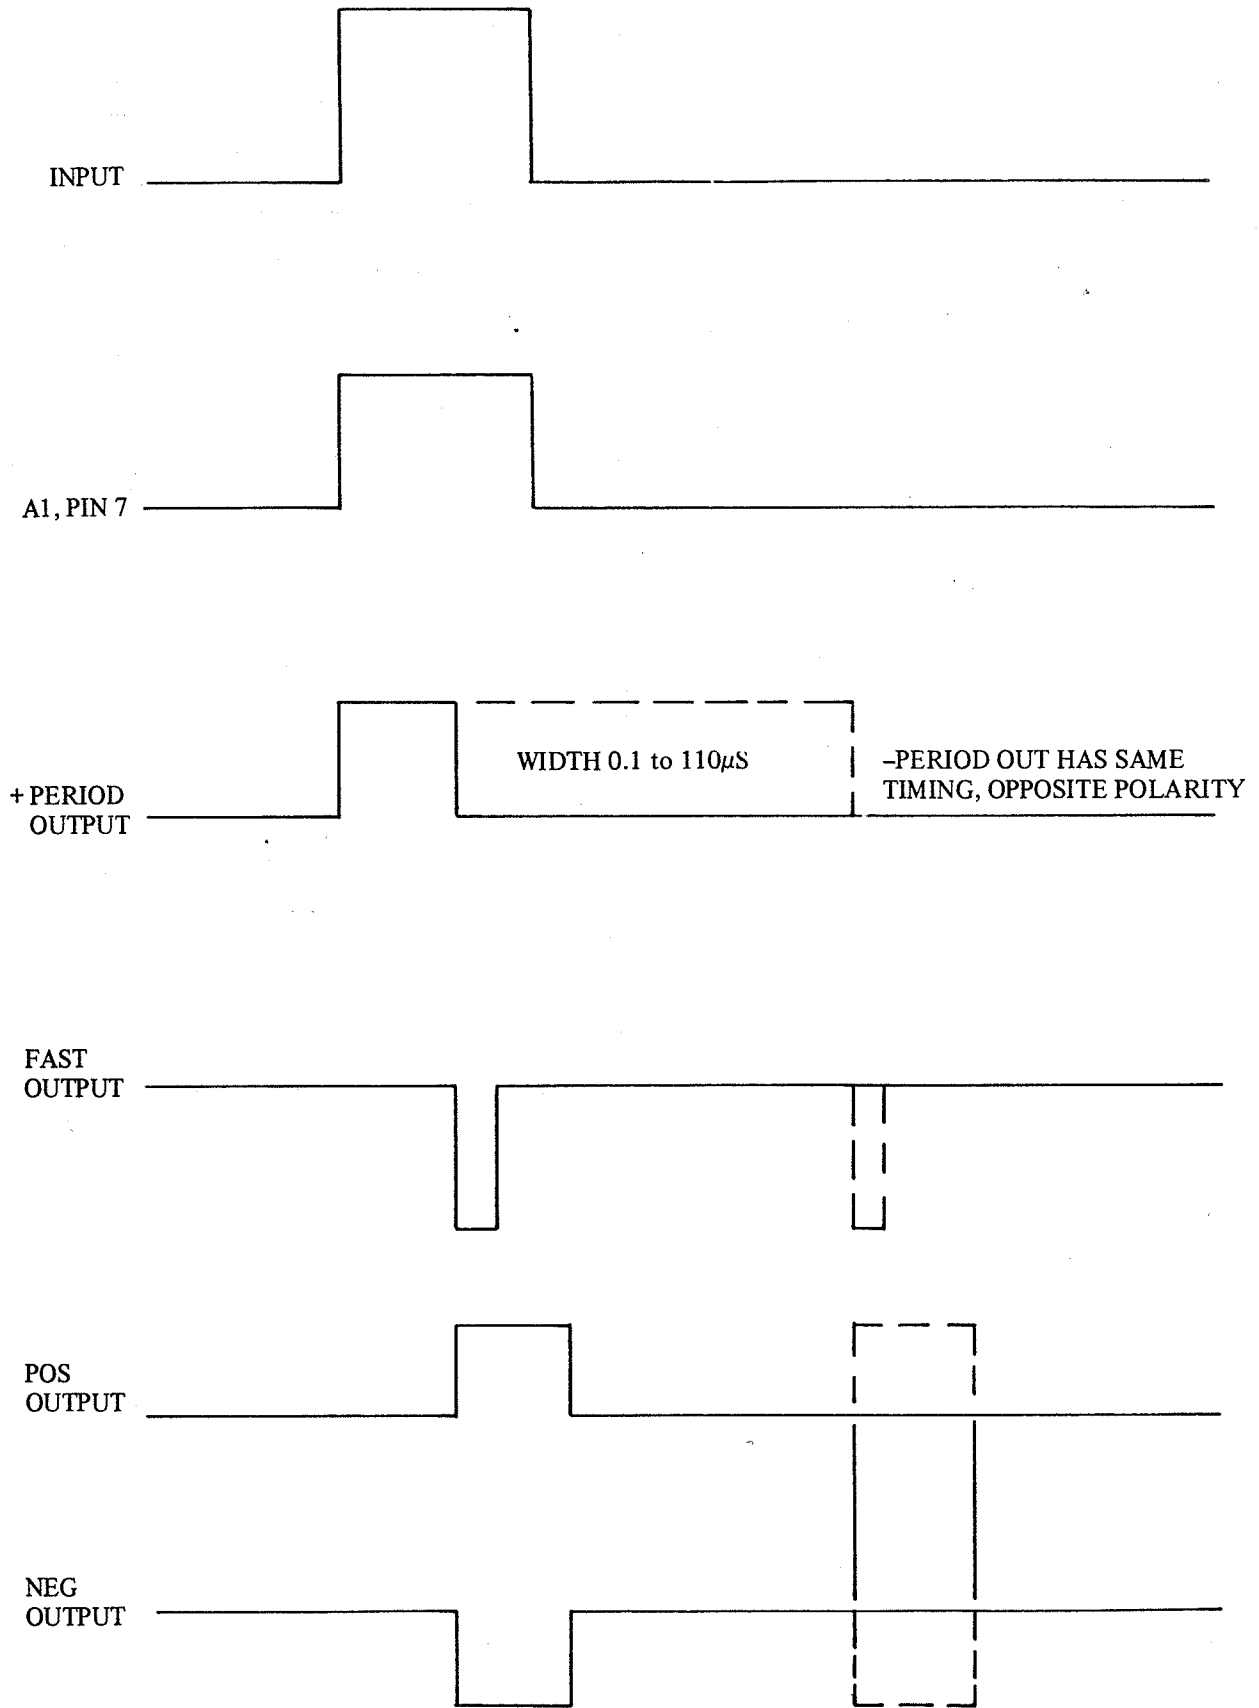 INPUT
A1, PIN 7
+ PERIOD
OUTPUT
WIDTH 0.1 to 110μS
–PERIOD OUT HAS SAME
TIMING, OPPOSITE POLARITY
FAST
OUTPUT
POS
OUTPUT
NEG
OUTPUT